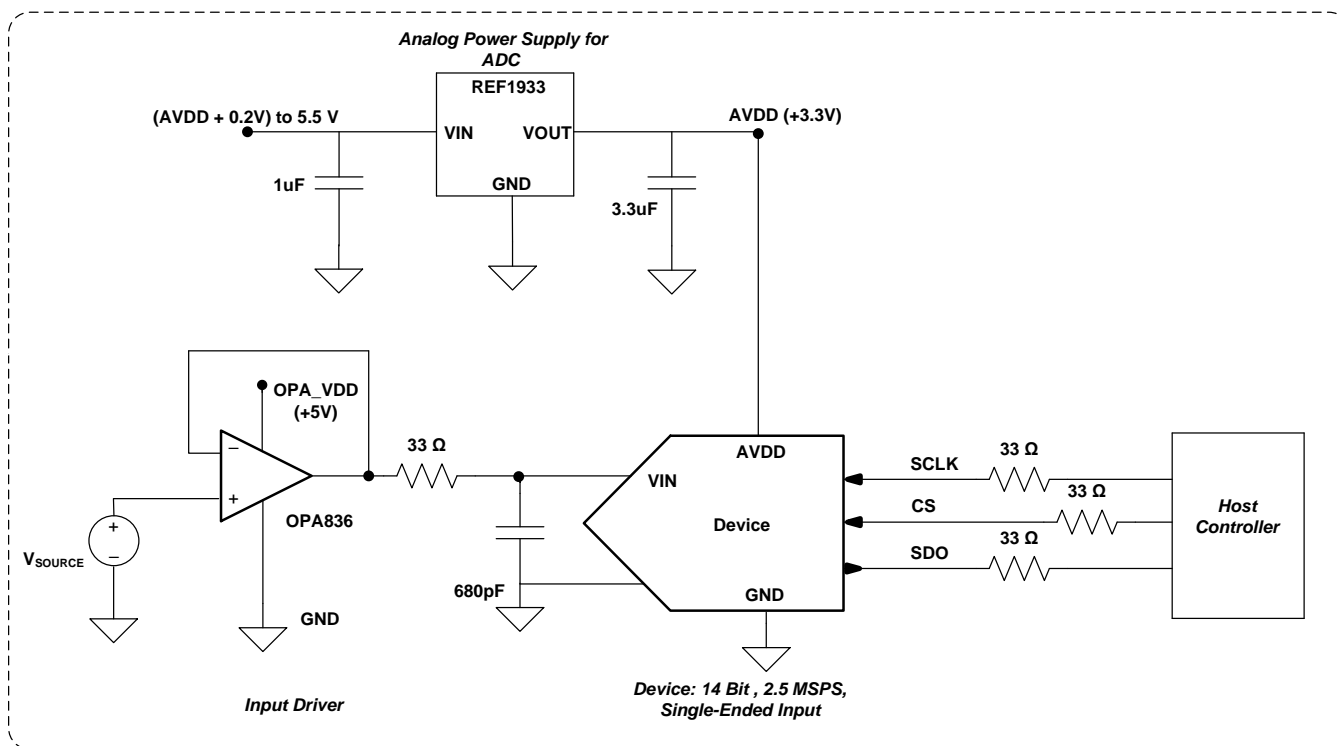 Analog Power Supply for
ADC
REF1933
(AVDD + 0.2V) to 5.5 V
VIN
VOUT
AVDD (+3.3V)
GND
1uF
3.3uF
OPA_VDD
(+5V)
33 Ω
−
+
OPA836
+
−
VSOURCE
GND
680pF
Input Driver
AVDD
VIN
Device
GND
SCLK
33 Ω
CS
33 Ω
SDO
33 Ω
Host
Controller
Device: 14 Bit , 2.5 MSPS,
Single-Ended Input